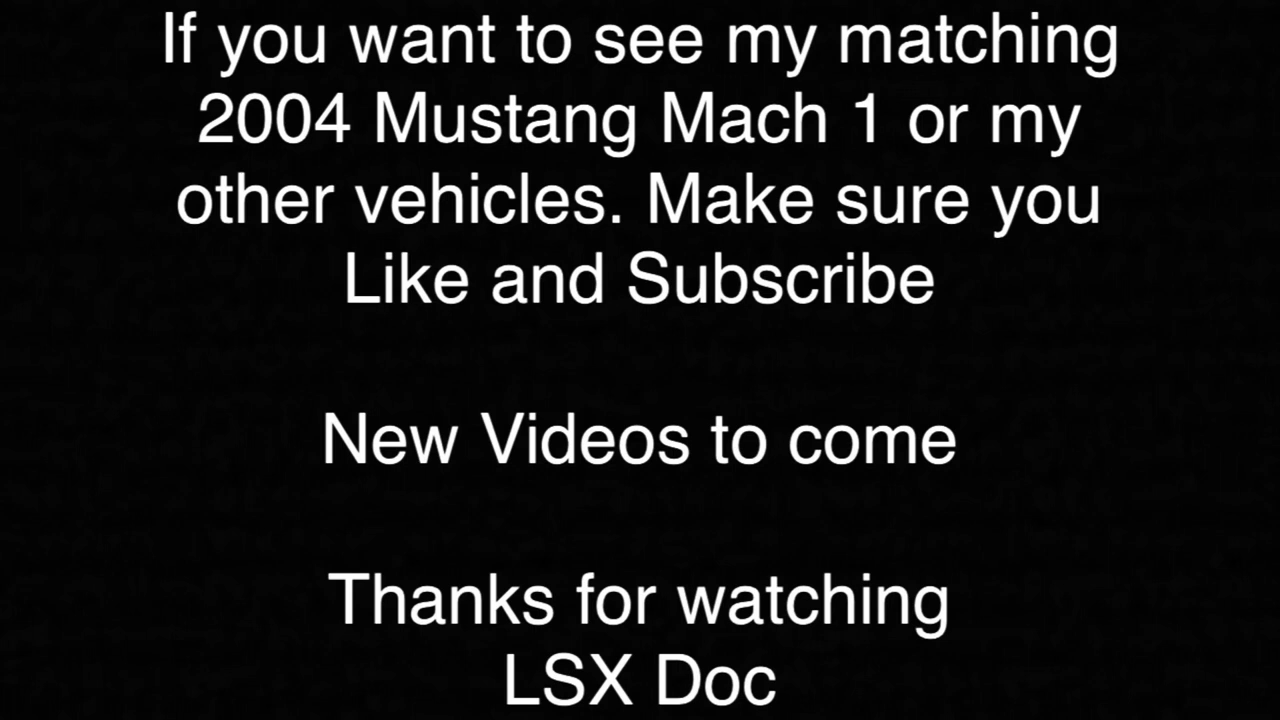 If you want to see my matching
2004 Mustang Mach 1 or my
other vehicles. Make sure you
Like and Subscribe
New Videos to come
Thanks for watching
LSX Doc